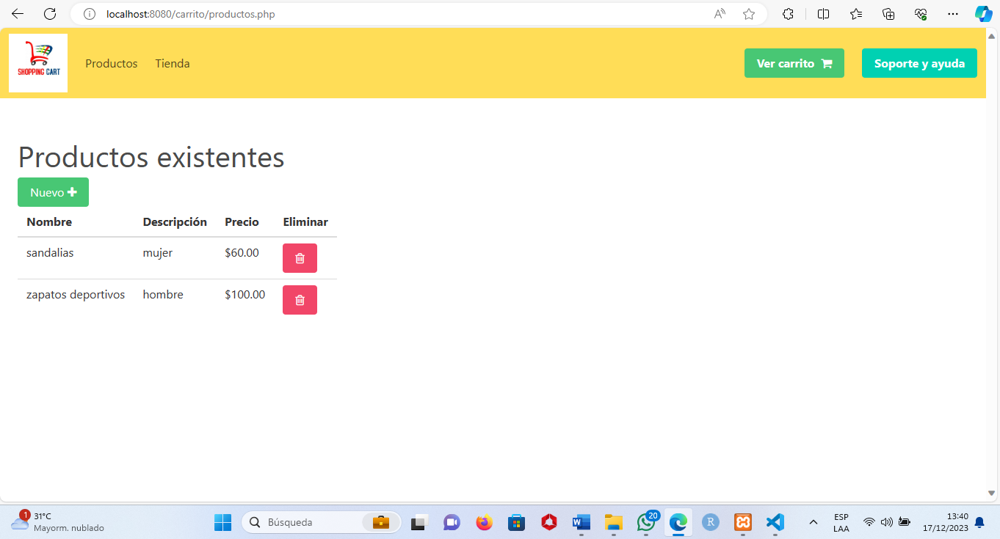 localhost:8080/carrito/productos.php
SHOPPING CART
Productos
Tienda
Ver carrito
Soporte y ayuda
Productos existentes
Nuevo
Nombre Descripción Precio Eliminar
sandalias mujer $60.00
zapatos deportivos hombre $100.00
1
31°C
Mayorm. nublado
Búsqueda
20
R
ESP
LAA
13:40
17/12/2023